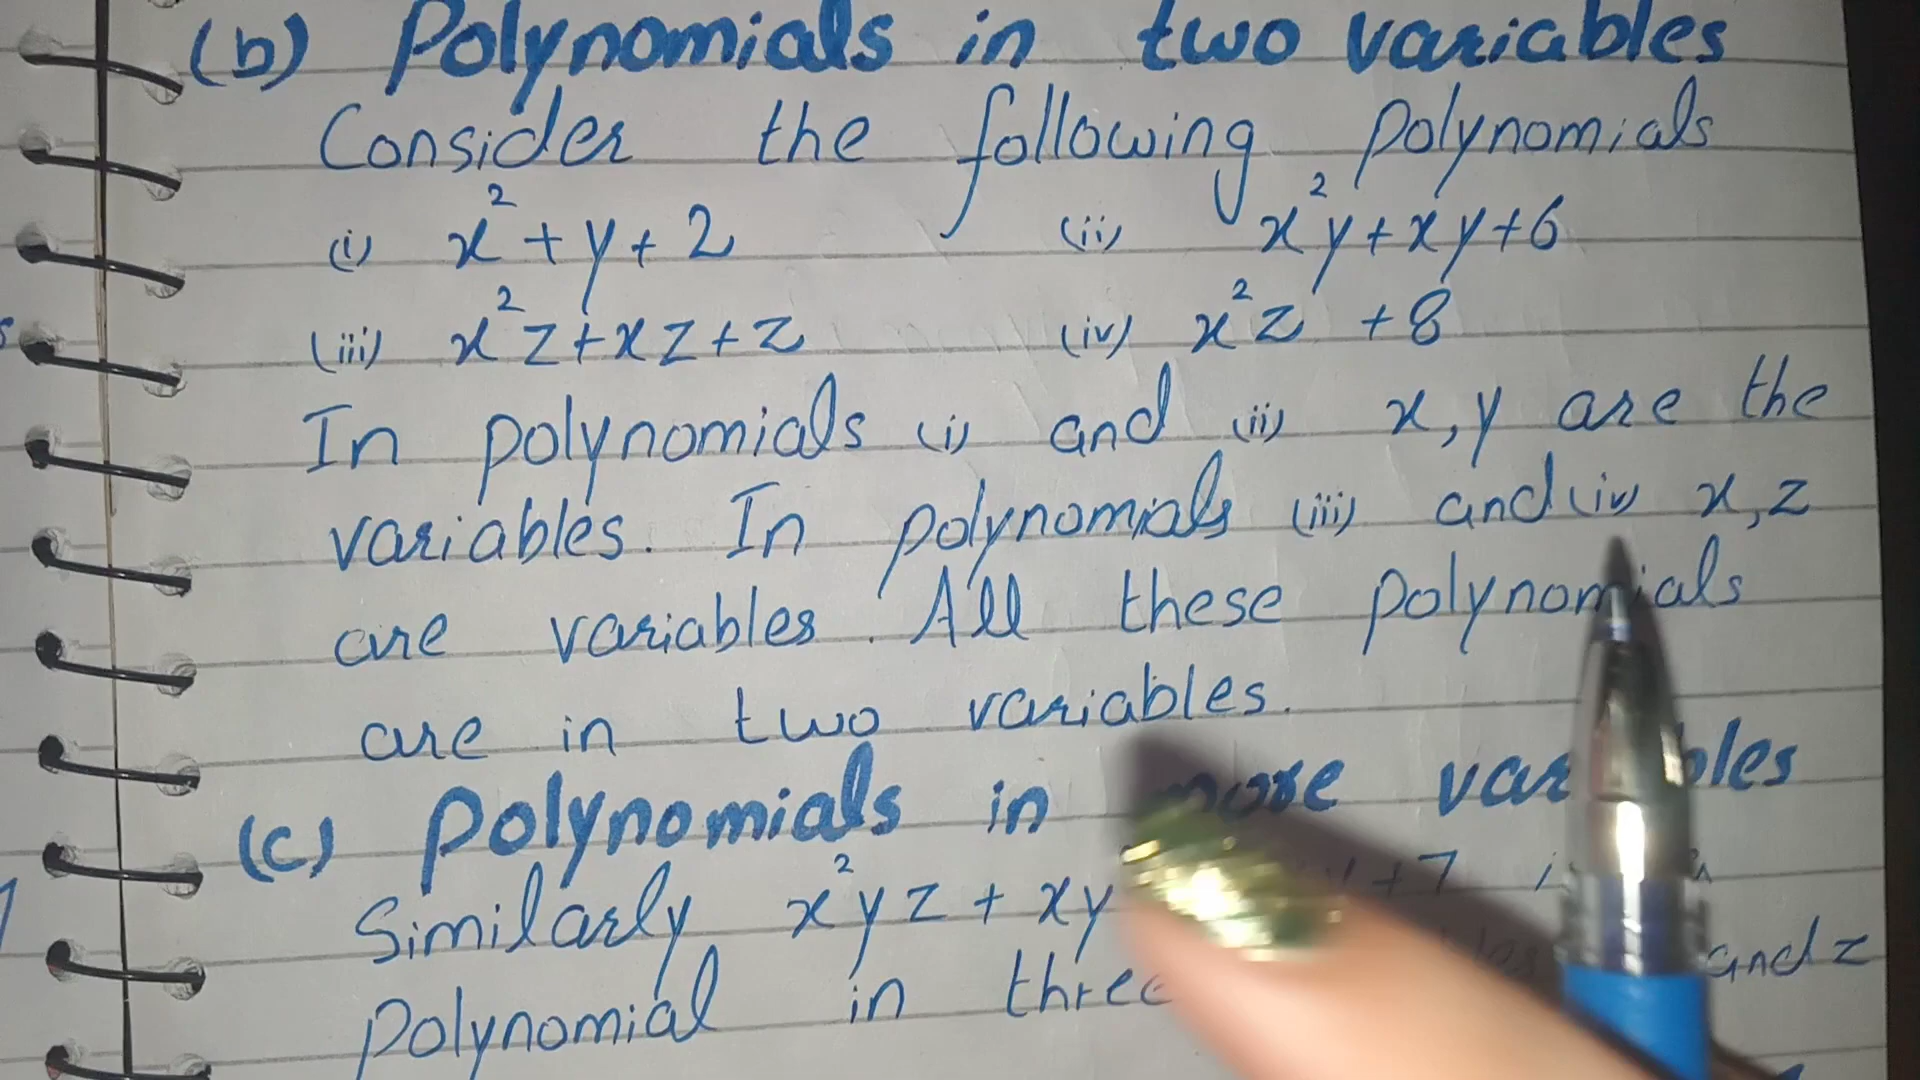 (b) Polynomials in two variables
Consider the following polynomials
(i) x²+y+2 (ii) x²y+xy+6
(iii) x²z+xz+z (iv) x²z +8
In polynomials (i) and (ii) x,y are the
variables. In polynomials (iii) and (iv) x,z
are variables. All these polynomials
are in two variables.
(c) Polynomials in more variables
Similarly x²yz + xy +7
Polynomial in three and z